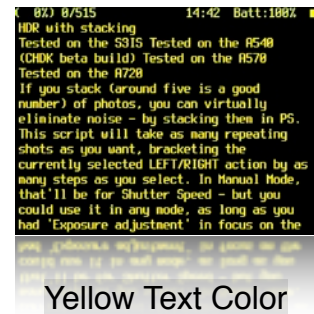 ( 0%) 0/515 14:42 Batt:100%
HDR with stacking
Tested on the S3IS Tested on the A540
(CHDK beta build) Tested on the A570
Tested on the A720
If you stack (around five is a good
number) of photos, you can virtually
eliminate noise - by stacking them in PS.
This script will take as many repeating
shots as you want, bracketing the
currently selected LEFT/RIGHT action by as
many steps as you select. In Manual Mode,
that'll be for Shutter Speed - but you
could use it in any mode, as long as you
had 'Exposure adjustment' in focus on the
Yellow Text Color